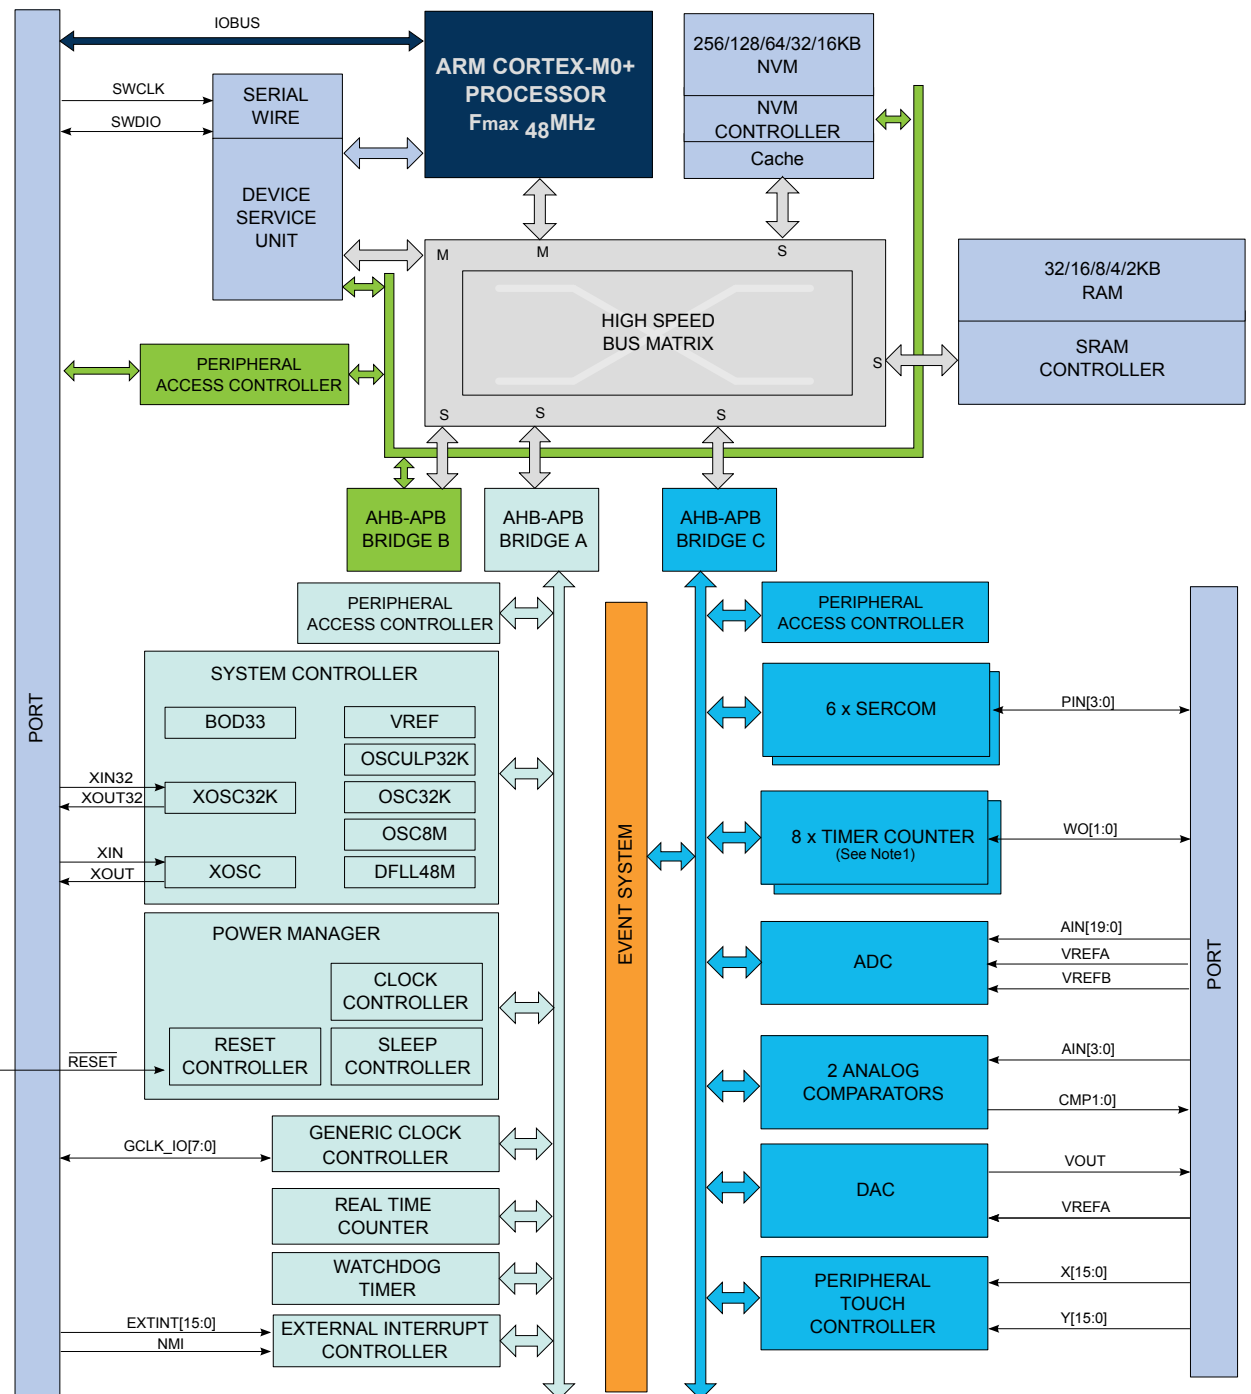 IOBUS
ARM CORTEX-M0+
PROCESSOR
Fmax 48MHz
256/128/64/32/16KB
NVM
NVM
CONTROLLER
Cache
SWCLK
SWDIO
SERIAL
WIRE
DEVICE
SERVICE
UNIT
M
M
S
HIGH SPEED
BUS MATRIX
32/16/8/4/2KB
RAM
SRAM
CONTROLLER
S
PERIPHERAL
ACCESS CONTROLLER
S
S
S
AHB-APB
BRIDGE B
AHB-APB
BRIDGE A
AHB-APB
BRIDGE C
PORT
PERIPHERAL
ACCESS CONTROLLER
SYSTEM CONTROLLER
BOD33
VREF
OSCULP32K
XIN32
XOUT32
XOSC32K
OSC32K
OSC8M
XIN
XOUT
XOSC
DFLL48M
POWER MANAGER
CLOCK
CONTROLLER
RESET
RESET
CONTROLLER
SLEEP
CONTROLLER
GCLK_IO[7:0]
GENERIC CLOCK
CONTROLLER
REAL TIME
COUNTER
WATCHDOG
TIMER
EXTINT[15:0]
NMI
EXTERNAL INTERRUPT
CONTROLLER
EVENT SYSTEM
PERIPHERAL
ACCESS CONTROLLER
6 x SERCOM
PIN[3:0]
8 x TIMER COUNTER
(See Note1)
WO[1:0]
ADC
AIN[19:0]
VREFA
VREFB
2 ANALOG
COMPARATORS
AIN[3:0]
CMP1:0]
DAC
VOUT
VREFA
PERIPHERAL
TOUCH
CONTROLLER
X[15:0]
Y[15:0]
PORT